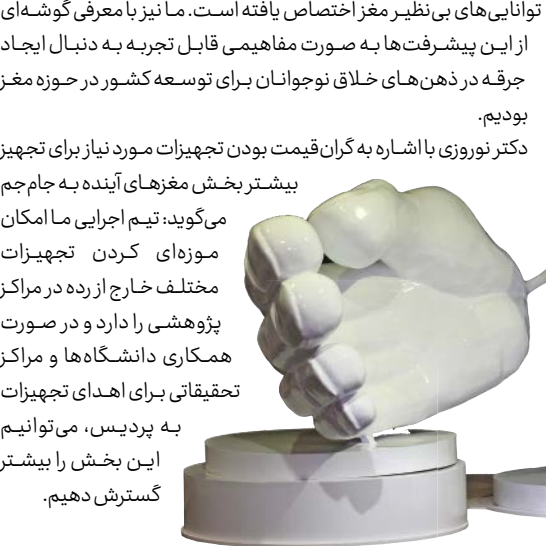 توانایی‌های بی‌نظیر مغز اختصاص یافته است. ما نیز با معرفی گوشه‌ای
از این پیشرفت‌ها به صورت مفاهیمی قابل تجربه به دنبال ایجاد
جرقه در ذهن‌های خلاق نوجوانان برای توسعه کشور در حوزه مغز
بودیم.
دکتر نوروزی با اشاره به گران‌قیمت بودن تجهیزات مورد نیاز برای تجهیز
بیشتر بخش مغزهای آینده به جام‌جم
می‌گوید: تیم اجرایی ما امکان
موزه‌ای کردن تجهیزات
مختلف خارج از رده در مراکز
پژوهشی را دارد و در صورت
همکاری دانشگاه‌ها و مراکز
تحقیقاتی برای اهدای تجهیزات
به پردیس، می‌توانیم
این بخش را بیشتر
گسترش دهیم.